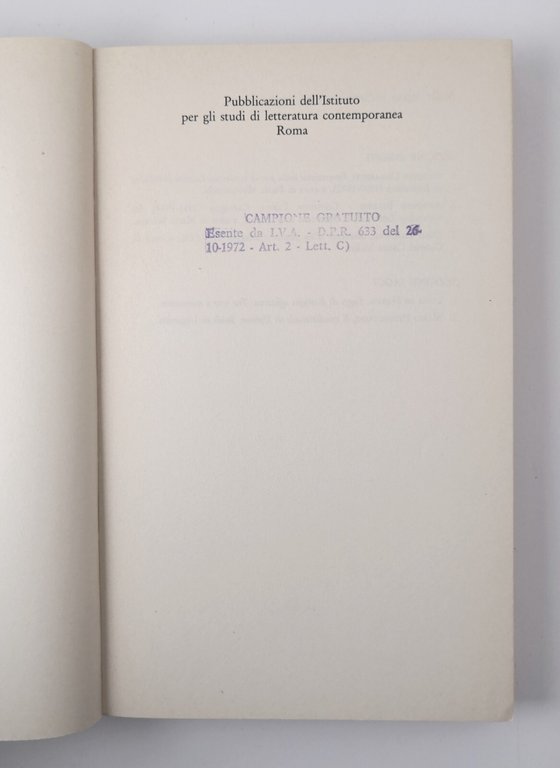 Pubblicazioni dell'Istituto
per gli studi di letteratura contemporanea
Roma
CAMPIONE GRATUITO
Esente da I.V.A. - D.P.R. 633 del 26-
10-1972 - Art. 2 - Lett. C)